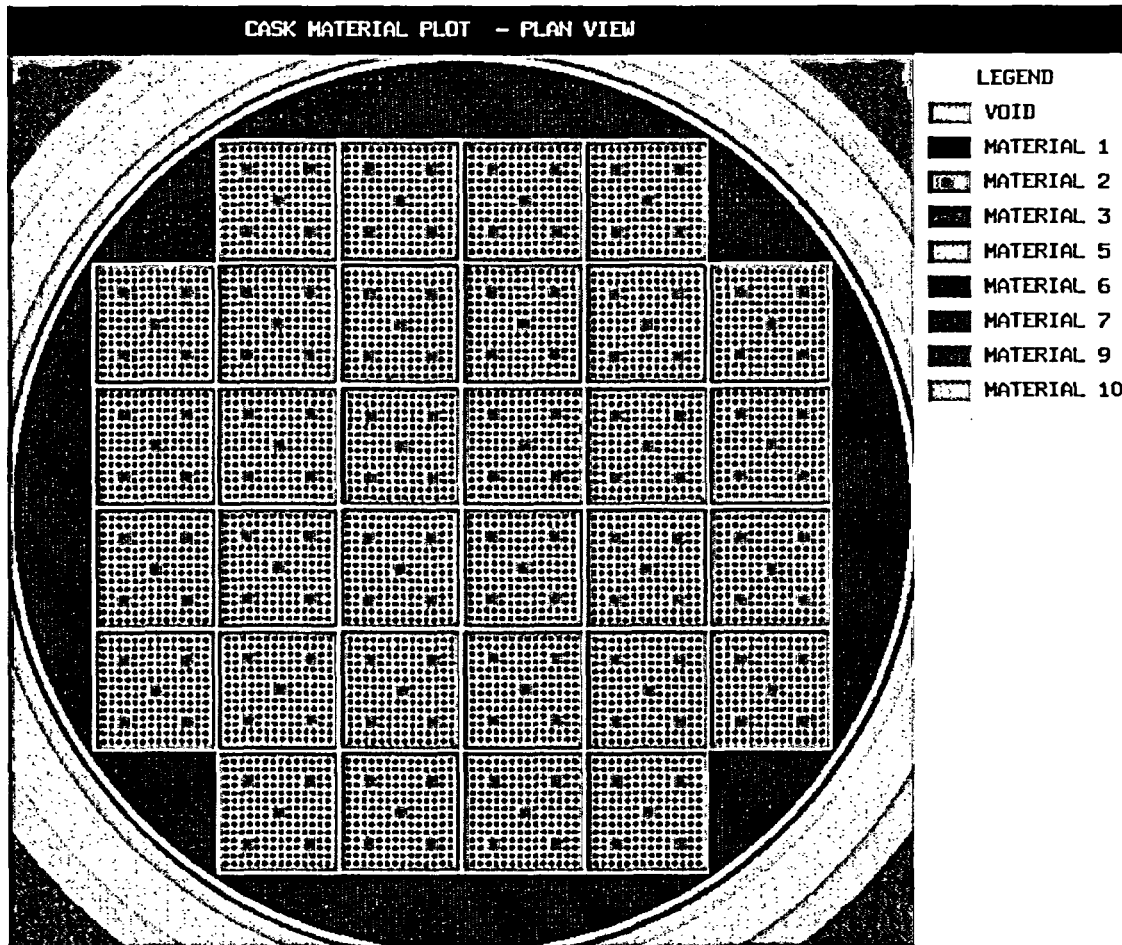 CASK MATERIAL PLOT - PLAN VIEW
LEGEND
VOID
MATERIAL 1
MATERIAL 2
MATERIAL 3
MATERIAL 5
MATERIAL 6
MATERIAL 7
MATERIAL 9
MATERIAL 10